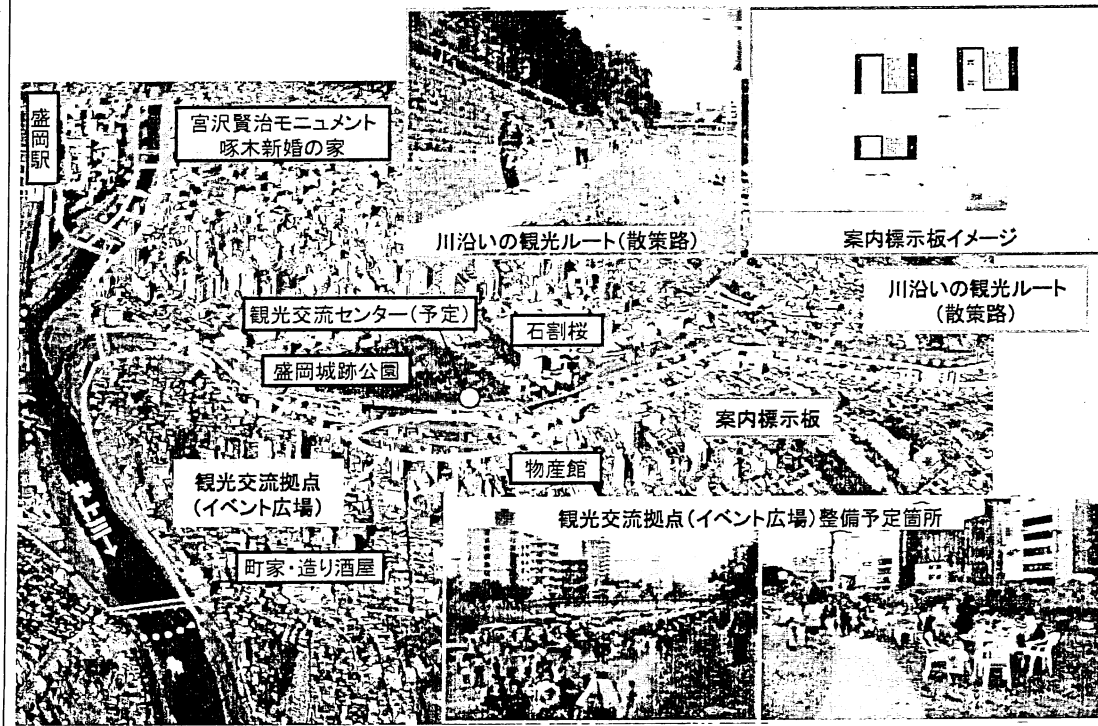 盛岡駅
宮沢賢治モニュメント
啄木新婚の家
川沿いの観光ルート(散策路)
案内標示板イメージ
川沿いの観光ルート
(散策路)
観光交流センター(予定)
石割桜
盛岡城跡公園
案内標示板
物産館
観光交流拠点
(イベント広場)
観光交流拠点(イベント広場)整備予定箇所
町家・造り酒屋